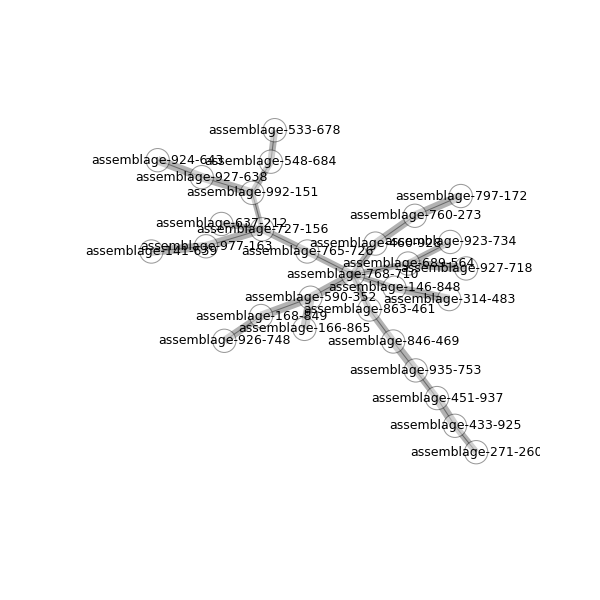 assemblage-533-678
assemblage-924-643
assemblage-548-684
assemblage-927-638
assemblage-992-151
assemblage-797-172
assemblage-760-273
assemblage-637-212
assemblage-727-156
assemblage-460-928
assemblage-923-734
assemblage-977-163
assemblage-141-659
assemblage-765-726
assemblage-689-564
assemblage-927-718
assemblage-768-710
assemblage-146-848
assemblage-590-352
assemblage-314-483
assemblage-863-461
assemblage-168-849
assemblage-166-865
assemblage-926-748
assemblage-846-469
assemblage-935-753
assemblage-451-937
assemblage-433-925
assemblage-271-260